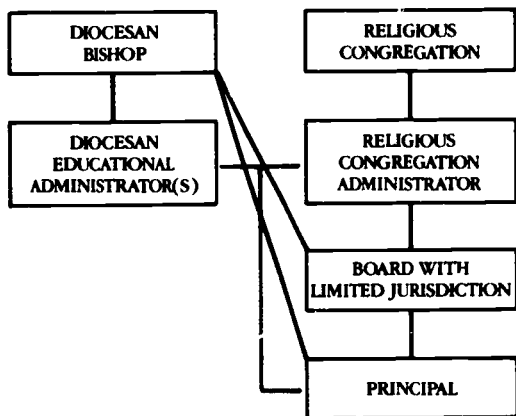 DIOCESAN
BISHOP
RELIGIOUS
CONGREGATION
DIOCESAN
EDUCATIONAL
ADMINISTRATOR(S)
RELIGIOUS
CONGREGATION
ADMINISTRATOR
BOARD WITH
LIMITED JURISDICTION
PRINCIPAL